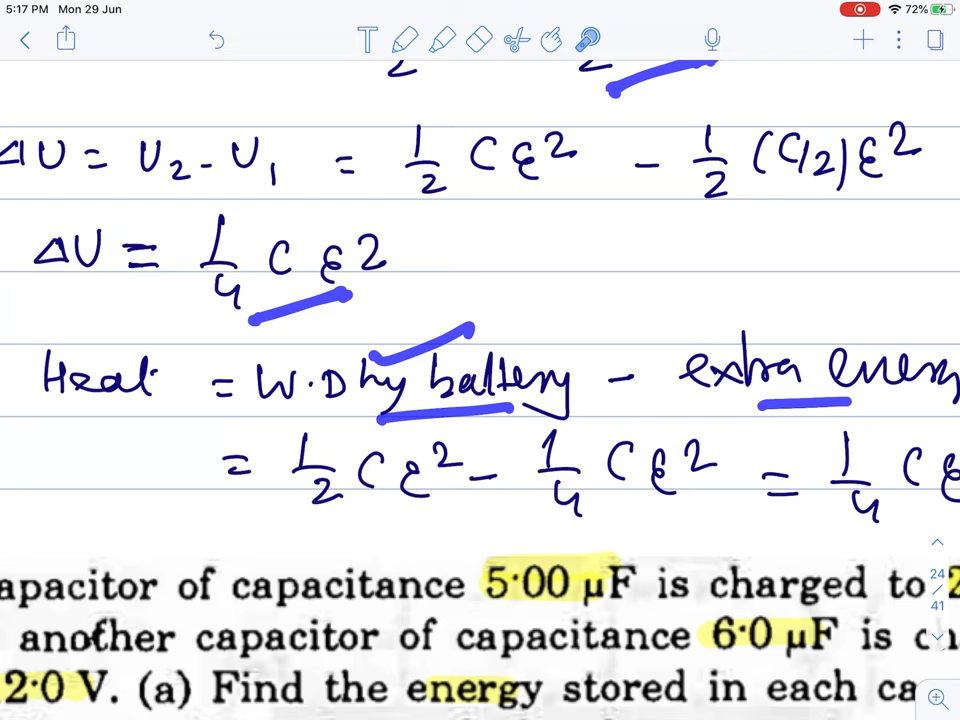 5:17 PM Mon 29 Jun 72%
ΔU = U₂ - U₁ = 1/2 Cε² - 1/2 (C/2)ε²
ΔU = 1/4 Cε²
Heat = W.D by battery - extra energy
= 1/2 Cε² - 1/4 Cε² = 1/4 Cε
24
/
41
apacitor of capacitance 5·00 μF is charged to 2
another capacitor of capacitance 6·0 μF is c
2·0 V. (a) Find the energy stored in each ca